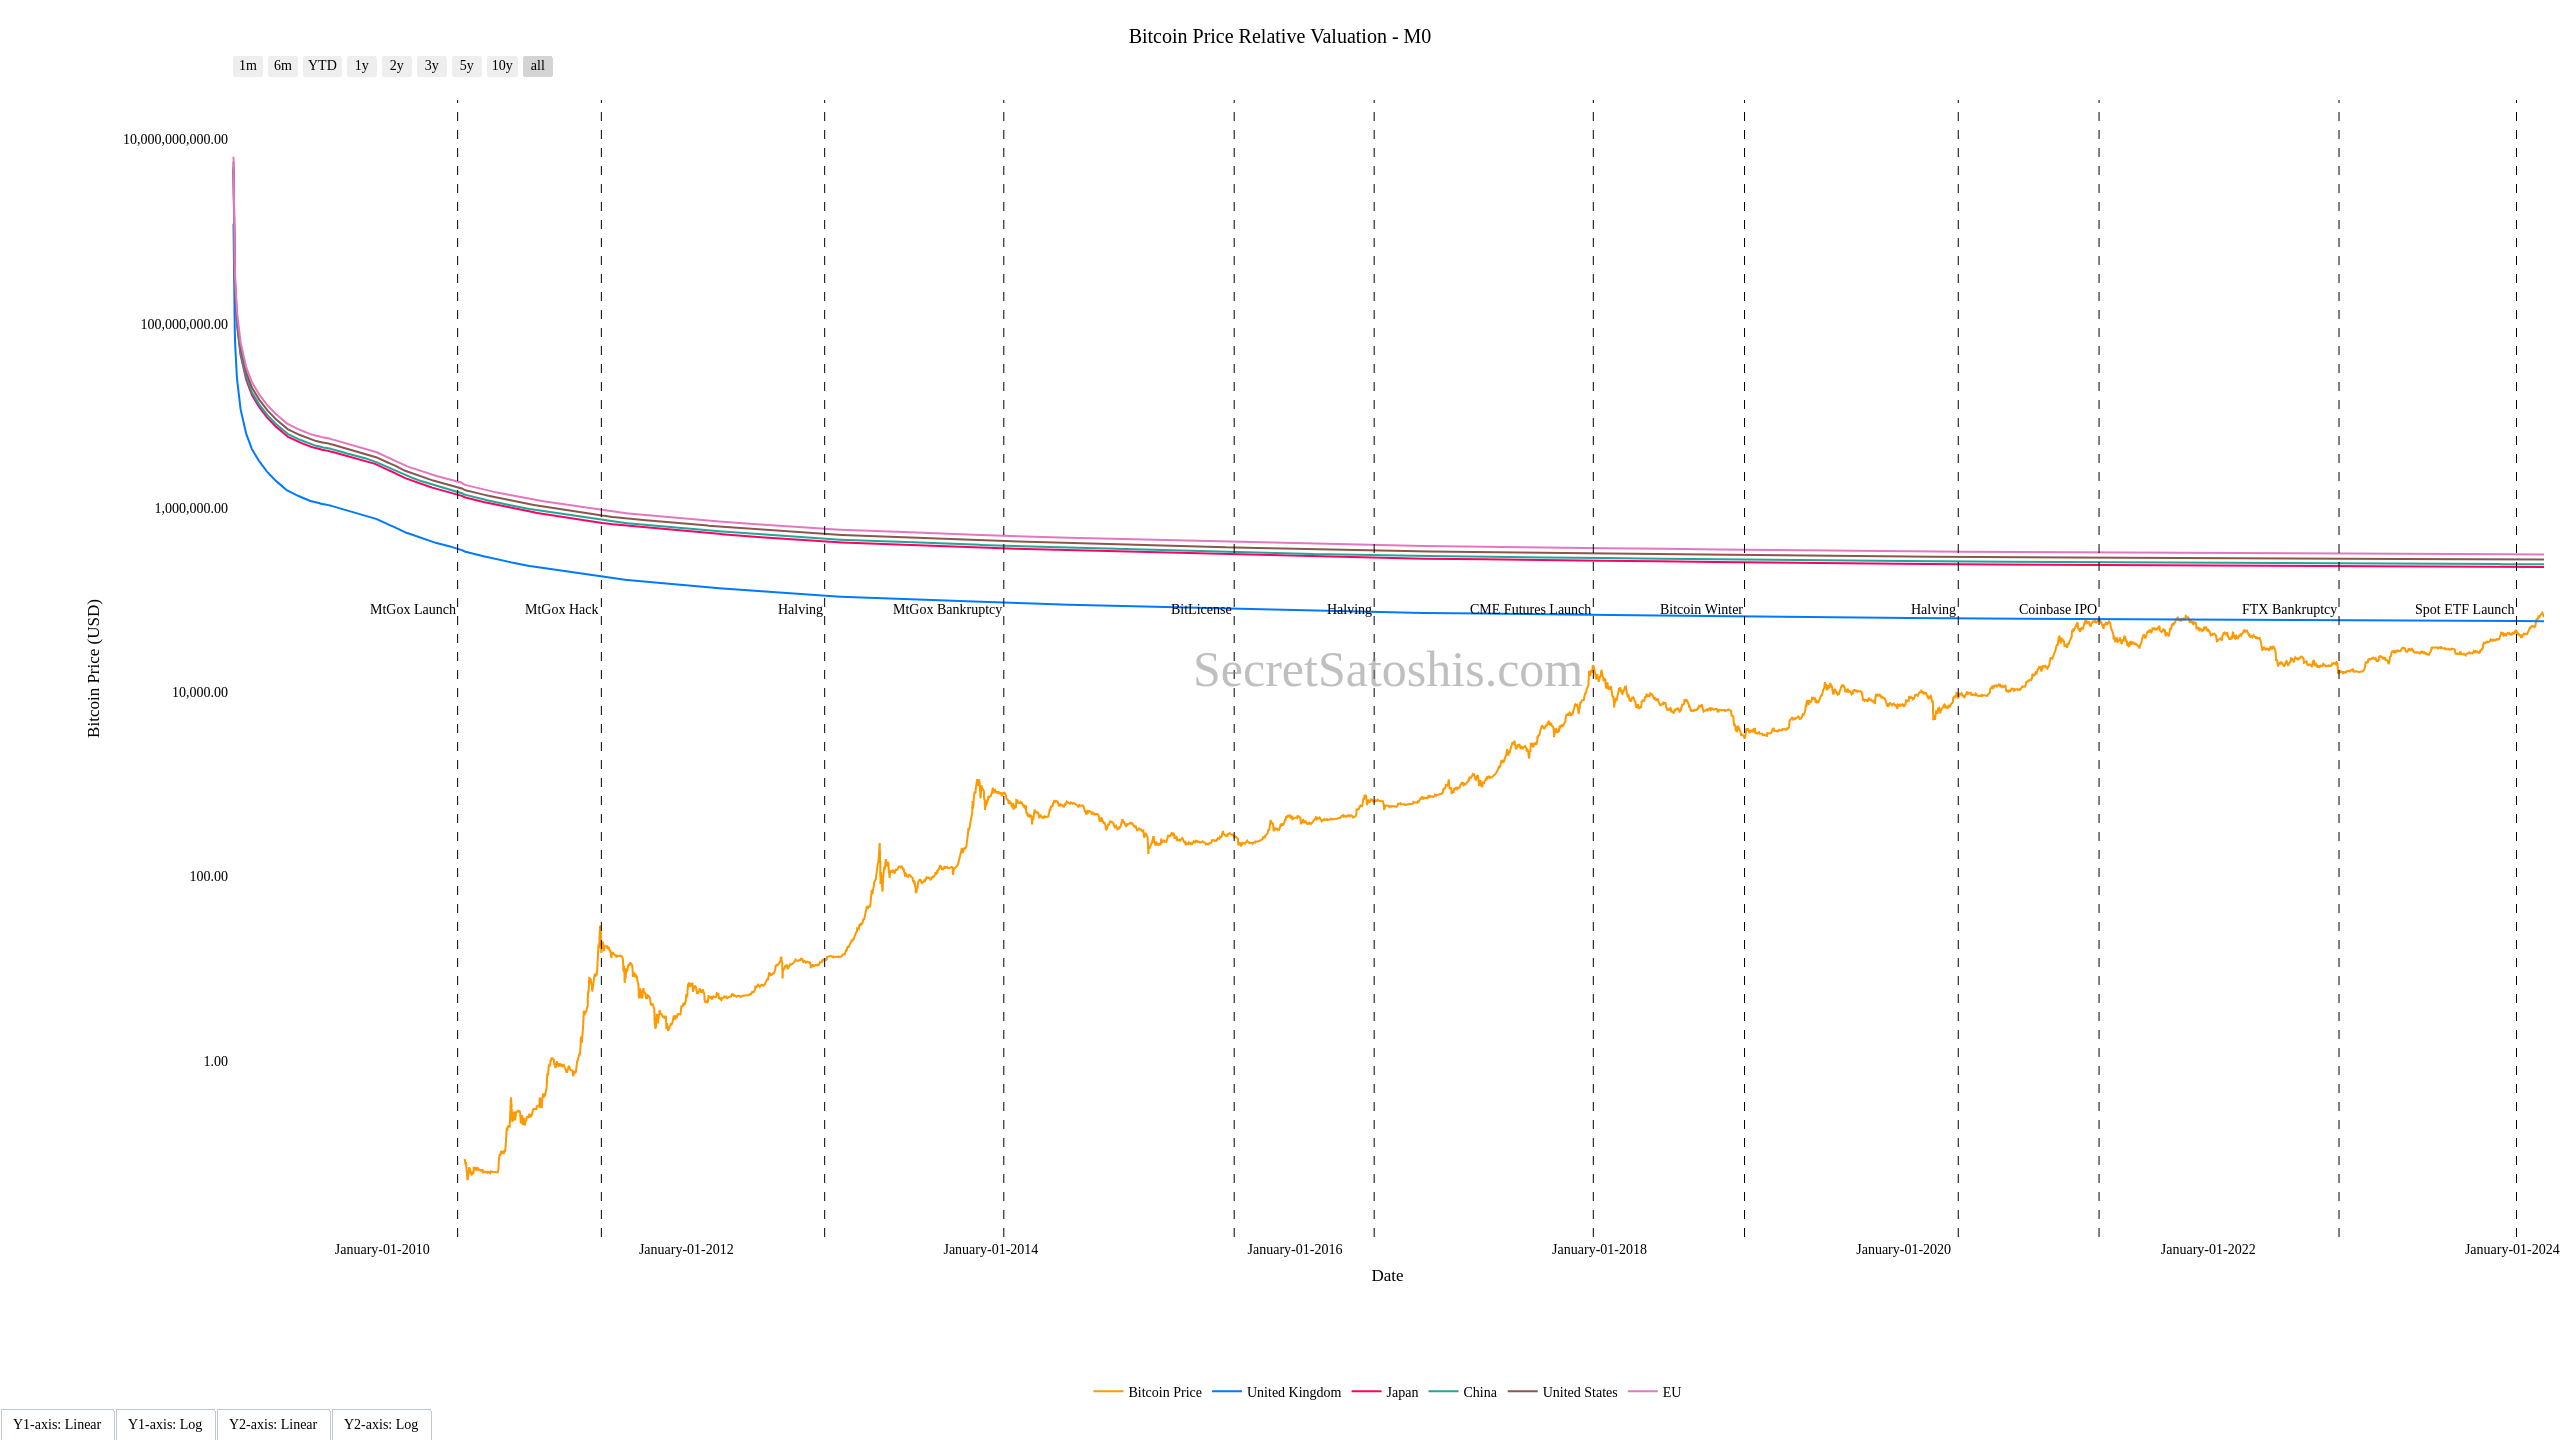 Bitcoin Price Relative Valuation - M0
1m 6m YTD 1y 2y 3y 5y 10y all
10,000,000,000.00
100,000,000.00
1,000,000.00
10,000.00
100.00
1.00
Bitcoin Price (USD)
MtGox Launch MtGox Hack Halving MtGox Bankruptcy BitLicense Halving CME Futures Launch Bitcoin Winter Halving Coinbase IPO FTX Bankruptcy Spot ETF Launch
SecretSatoshis.com
January-01-2010 January-01-2012 January-01-2014 January-01-2016 January-01-2018 January-01-2020 January-01-2022 January-01-2024
Date
Bitcoin Price United Kingdom Japan China United States EU
Y1-axis: Linear Y1-axis: Log Y2-axis: Linear Y2-axis: Log